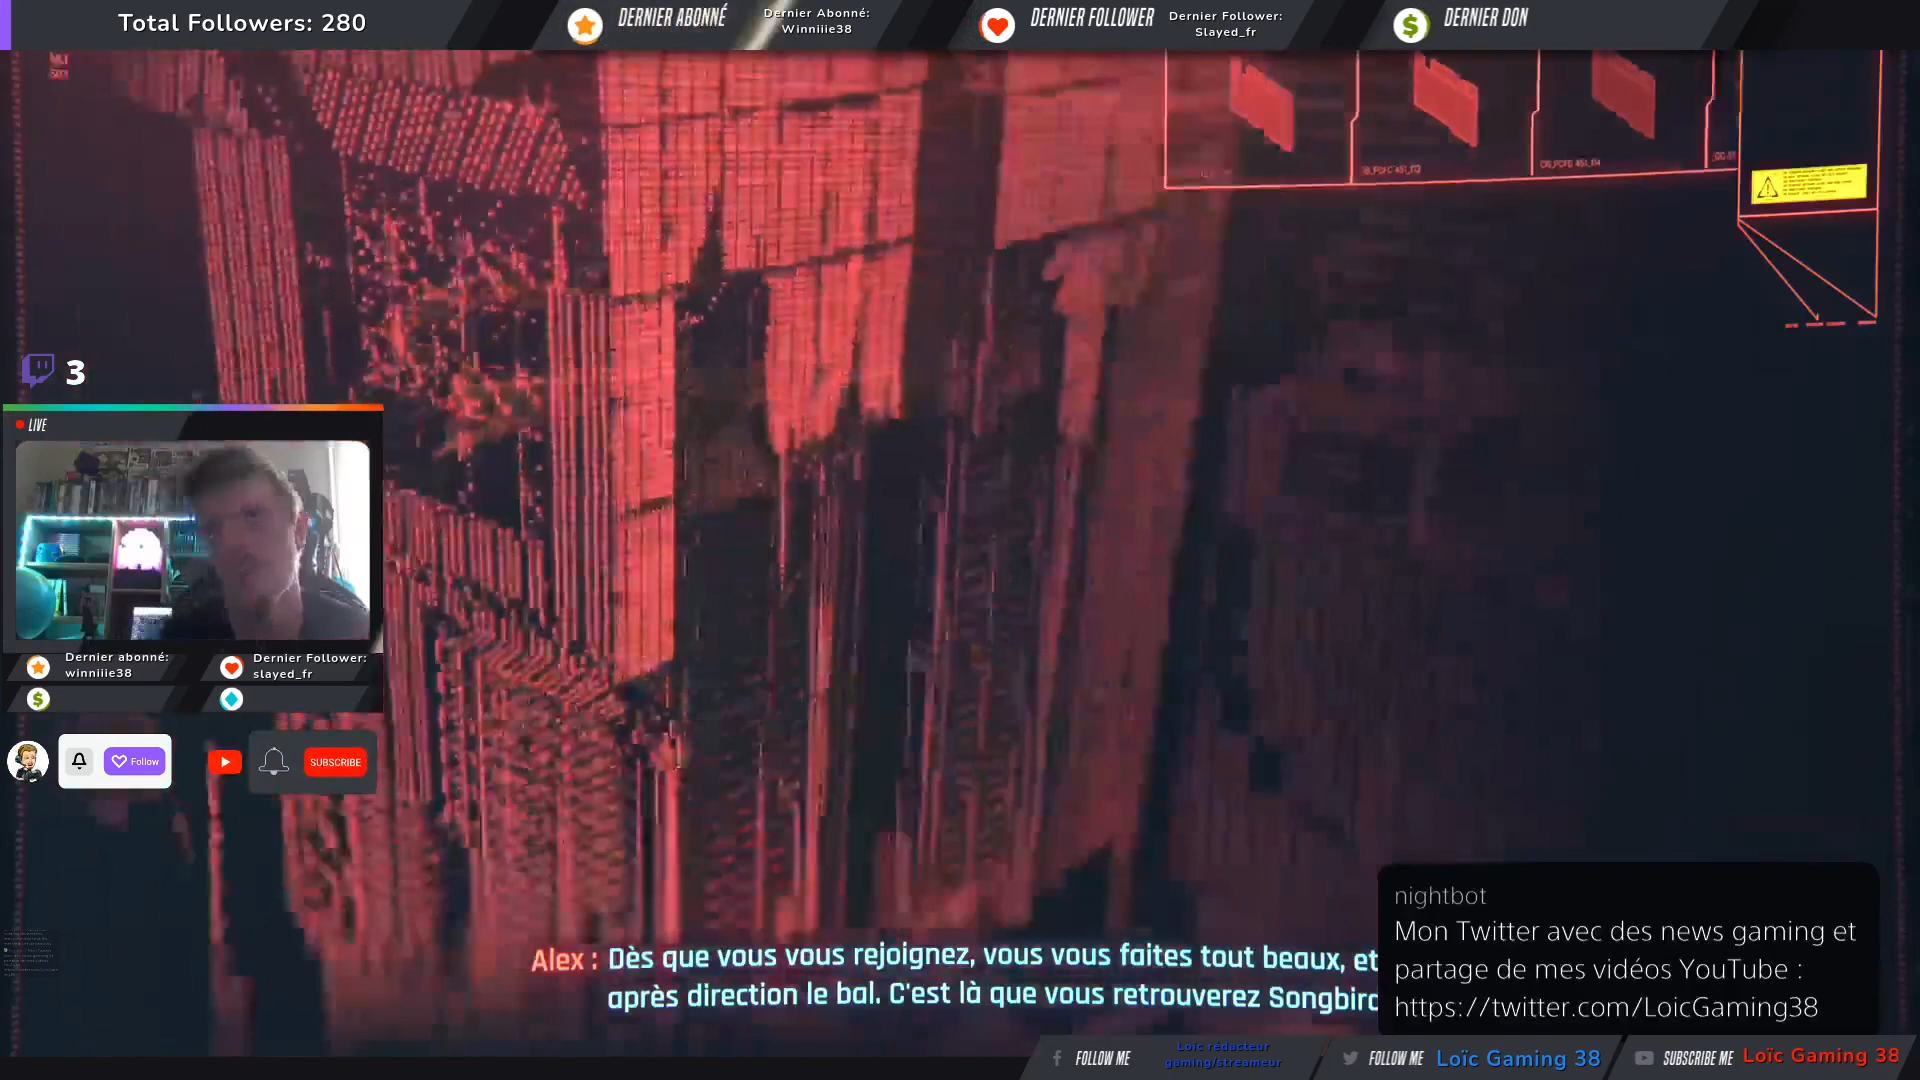 Total Followers: 280
DERNIER ABONNÉ
Dernier Abonné:
Winniiie38
DERNIER FOLLOWER
Dernier Follower:
Slayed_fr
DERNIER DON
3
LIVE
Dernier abonné:
winniiie38
Dernier Follower:
slayed_fr
Follow
SUBSCRIBE
nightbot
Mon Twitter avec des news gaming et
partage de mes vidéos YouTube :
https://twitter.com/LoicGaming38
Alex : Dès que vous vous rejoignez, vous vous faites tout beaux, et
après direction le bal. C'est là que vous retrouverez
FOLLOW ME
Loïc rédacteur
gaming/streameur
FOLLOW ME
Loïc Gaming 38
SUBSCRIBE ME
Loïc Gaming 38